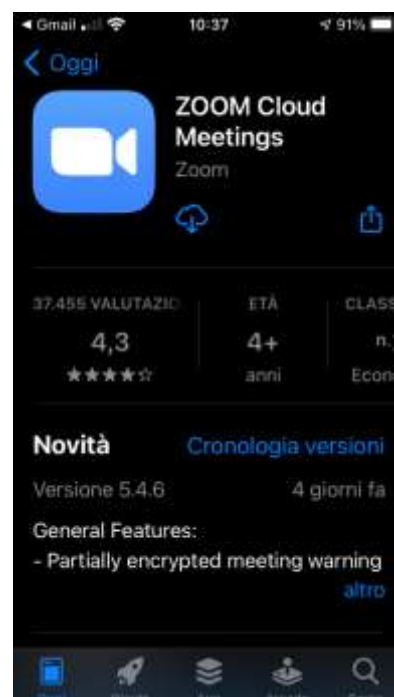 Gmail
10:37
91%
Oggi
ZOOM Cloud
Meetings
Zoom
37.455 VALUTAZIO
ETÀ
CLASS
4,3
4+
n.
anni
Econ
Novità
Cronologia versioni
Versione 5.4.6
4 giorni fa
General Features:
- Partially encrypted meeting warning
altro